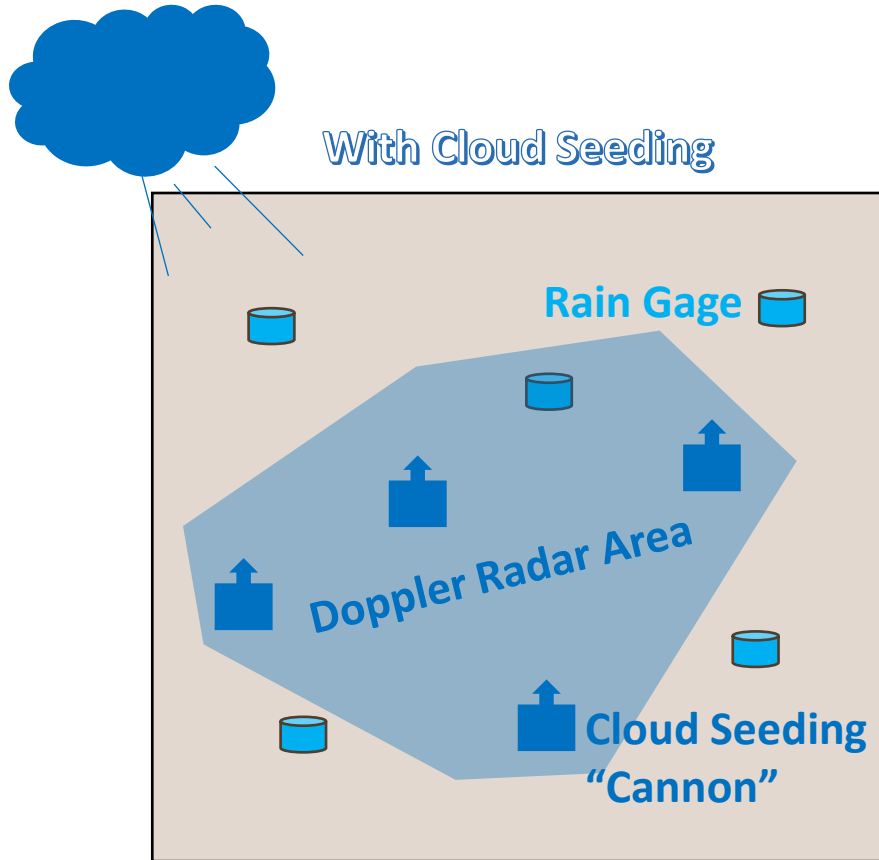 With Cloud Seeding
Rain Gage
Doppler Radar Area
Cloud Seeding
“Cannon”